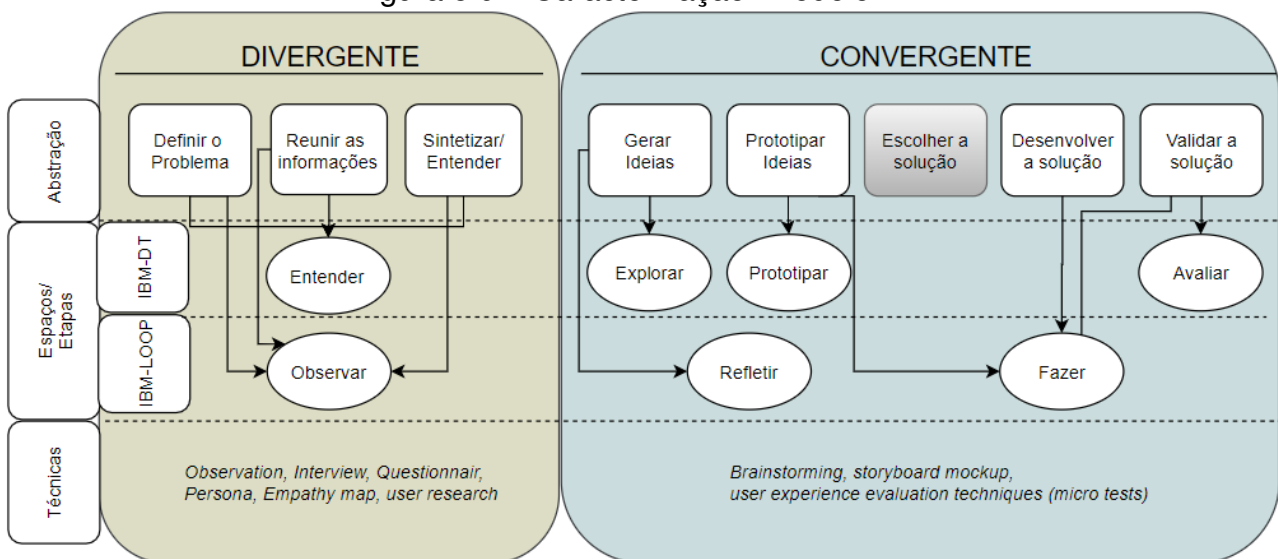 DIVERGENTE
CONVERGENTE
Abstração
Definir o
Problema
Reunir as
informações
Sintetizar/
Entender
Gerar
Ideias
Prototipar
Ideias
Escolher a
solução
Desenvolver
a solução
Validar a
solução
Espaços/
Etapas
IBM-DT
Entender
Explorar
Prototipar
Avaliar
IBM-LOOP
Observar
Refletir
Fazer
Técnicas
Observation, Interview, Questionnair,
Persona, Empathy map, user research
Brainstorming, storyboard mockup,
user experience evaluation techniques (micro tests)